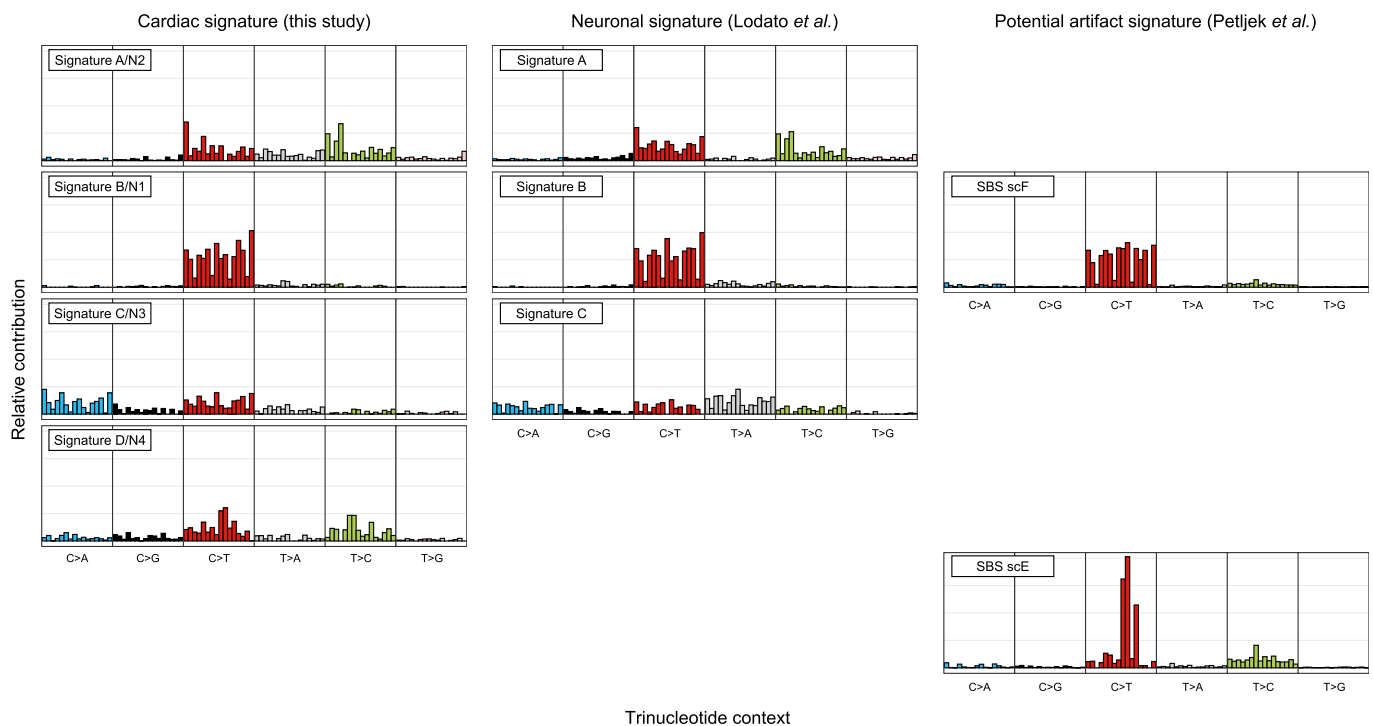 Cardiac signature (this study)
Neuronal signature (Lodato et al.)
Potential artifact signature (Petljek et al.)
Relative contribution
Signature A/N2
Signature A
Signature B/N1
Signature B
SBS scF
C>A C>G C>T T>A T>C T>G
Signature C/N3
Signature C
C>A C>G C>T T>A T>C T>G
Signature D/N4
C>A C>G C>T T>A T>C T>G
SBS scE
C>A C>G C>T T>A T>C T>G
Trinucleotide context